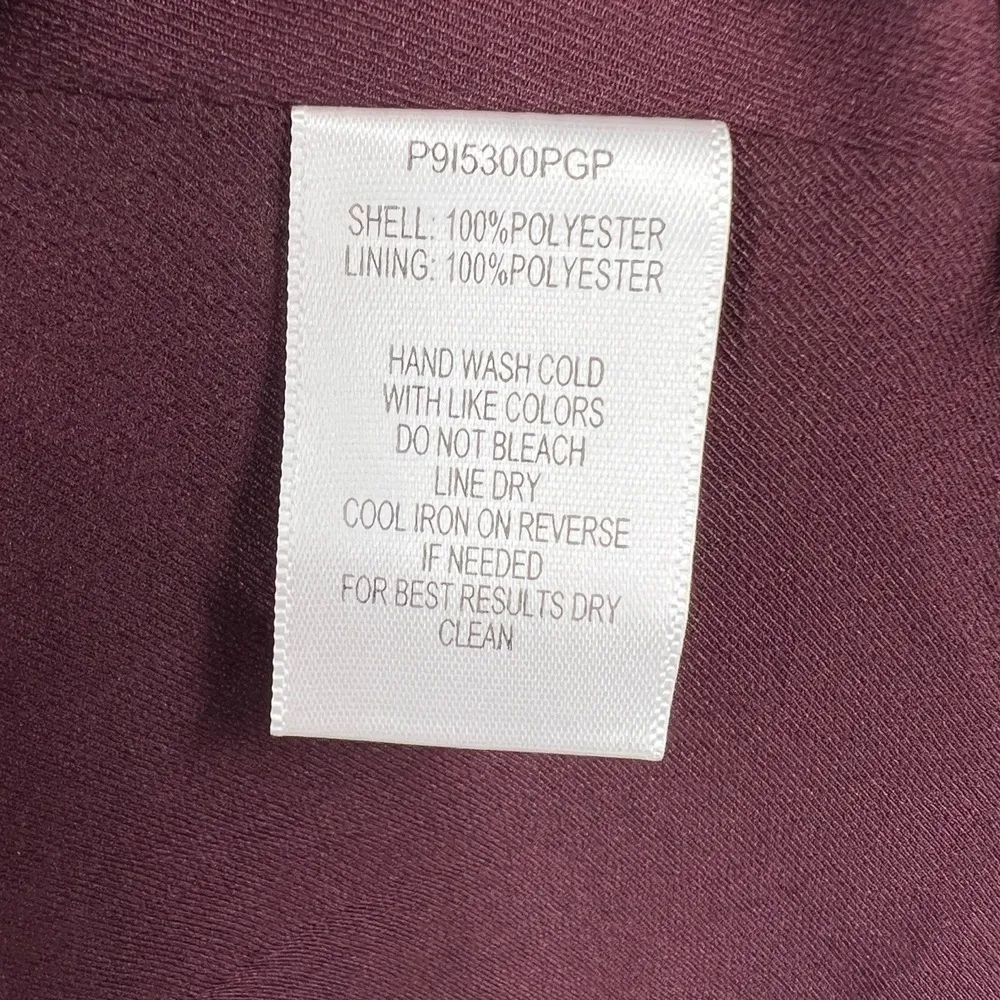 P9I5300PGP
SHELL: 100%POLYESTER
LINING: 100%POLYESTER
HAND WASH COLD
WITH LIKE COLORS
DO NOT BLEACH
LINE DRY
COOL IRON ON REVERSE
IF NEEDED
FOR BEST RESULTS DRY
CLEAN